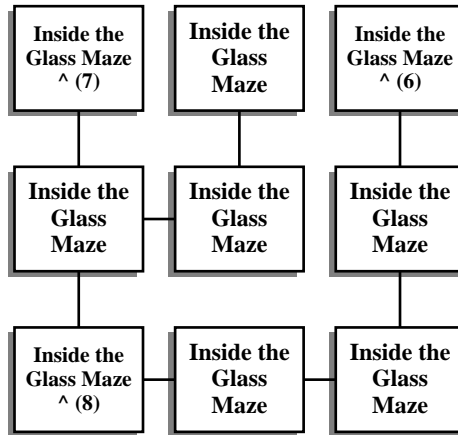 Inside the
Glass Maze
^ (7)
Inside the
Glass
Maze
Inside the
Glass Maze
^ (6)
Inside the
Glass
Maze
Inside the
Glass
Maze
Inside the
Glass
Maze
Inside the
Glass Maze
^ (8)
Inside the
Glass
Maze
Inside the
Glass
Maze